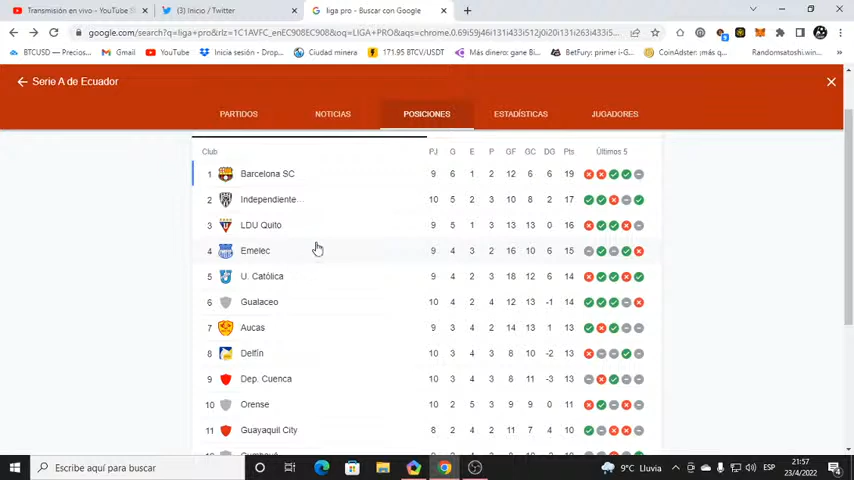 Transmisión en vivo - YouTube S
(3) Inicio / Twitter
liga pro - Buscar con Google
google.com/search?q=liga+pro&rlz=1C1AVFC_enEC908EC908&oq=LIGA+PRO&aqs=chrome.0.69i59j46i131i433i512j0i20i131i263i433i5...
BTCUSD — Precios...
Gmail
YouTube
Inicia sesión - Drop...
Ciudad minera
171.95 BTCV/USDT
Más dinero: gane Bi...
BetFury: primer i-G...
CoinAdster: ¡más q...
Randomsatoshi.win...
Serie A de Ecuador
PARTIDOS NOTICIAS POSICIONES ESTADÍSTICAS JUGADORES
Club PJ G E P GF GC DG Pts Últimos 5
1 Barcelona SC 9 6 1 2 12 6 6 19
2 Independiente... 10 5 2 3 10 8 2 17
3 LDU Quito 9 5 1 3 13 13 0 16
4 Emelec 9 4 3 2 16 10 6 15
5 U. Católica 9 4 2 3 18 12 6 14
6 Gualaceo 10 4 2 4 12 13 -1 14
7 Aucas 9 3 4 2 14 13 1 13
8 Delfín 10 3 4 3 8 10 -2 13
9 Dep. Cuenca 10 3 4 3 8 11 -3 13
10 Orense 10 2 5 3 9 9 0 11
11 Guayaquil City 8 2 4 2 11 7 4 10
Escribe aquí para buscar
9°C Lluvia
ESP
21:57
23/4/2022